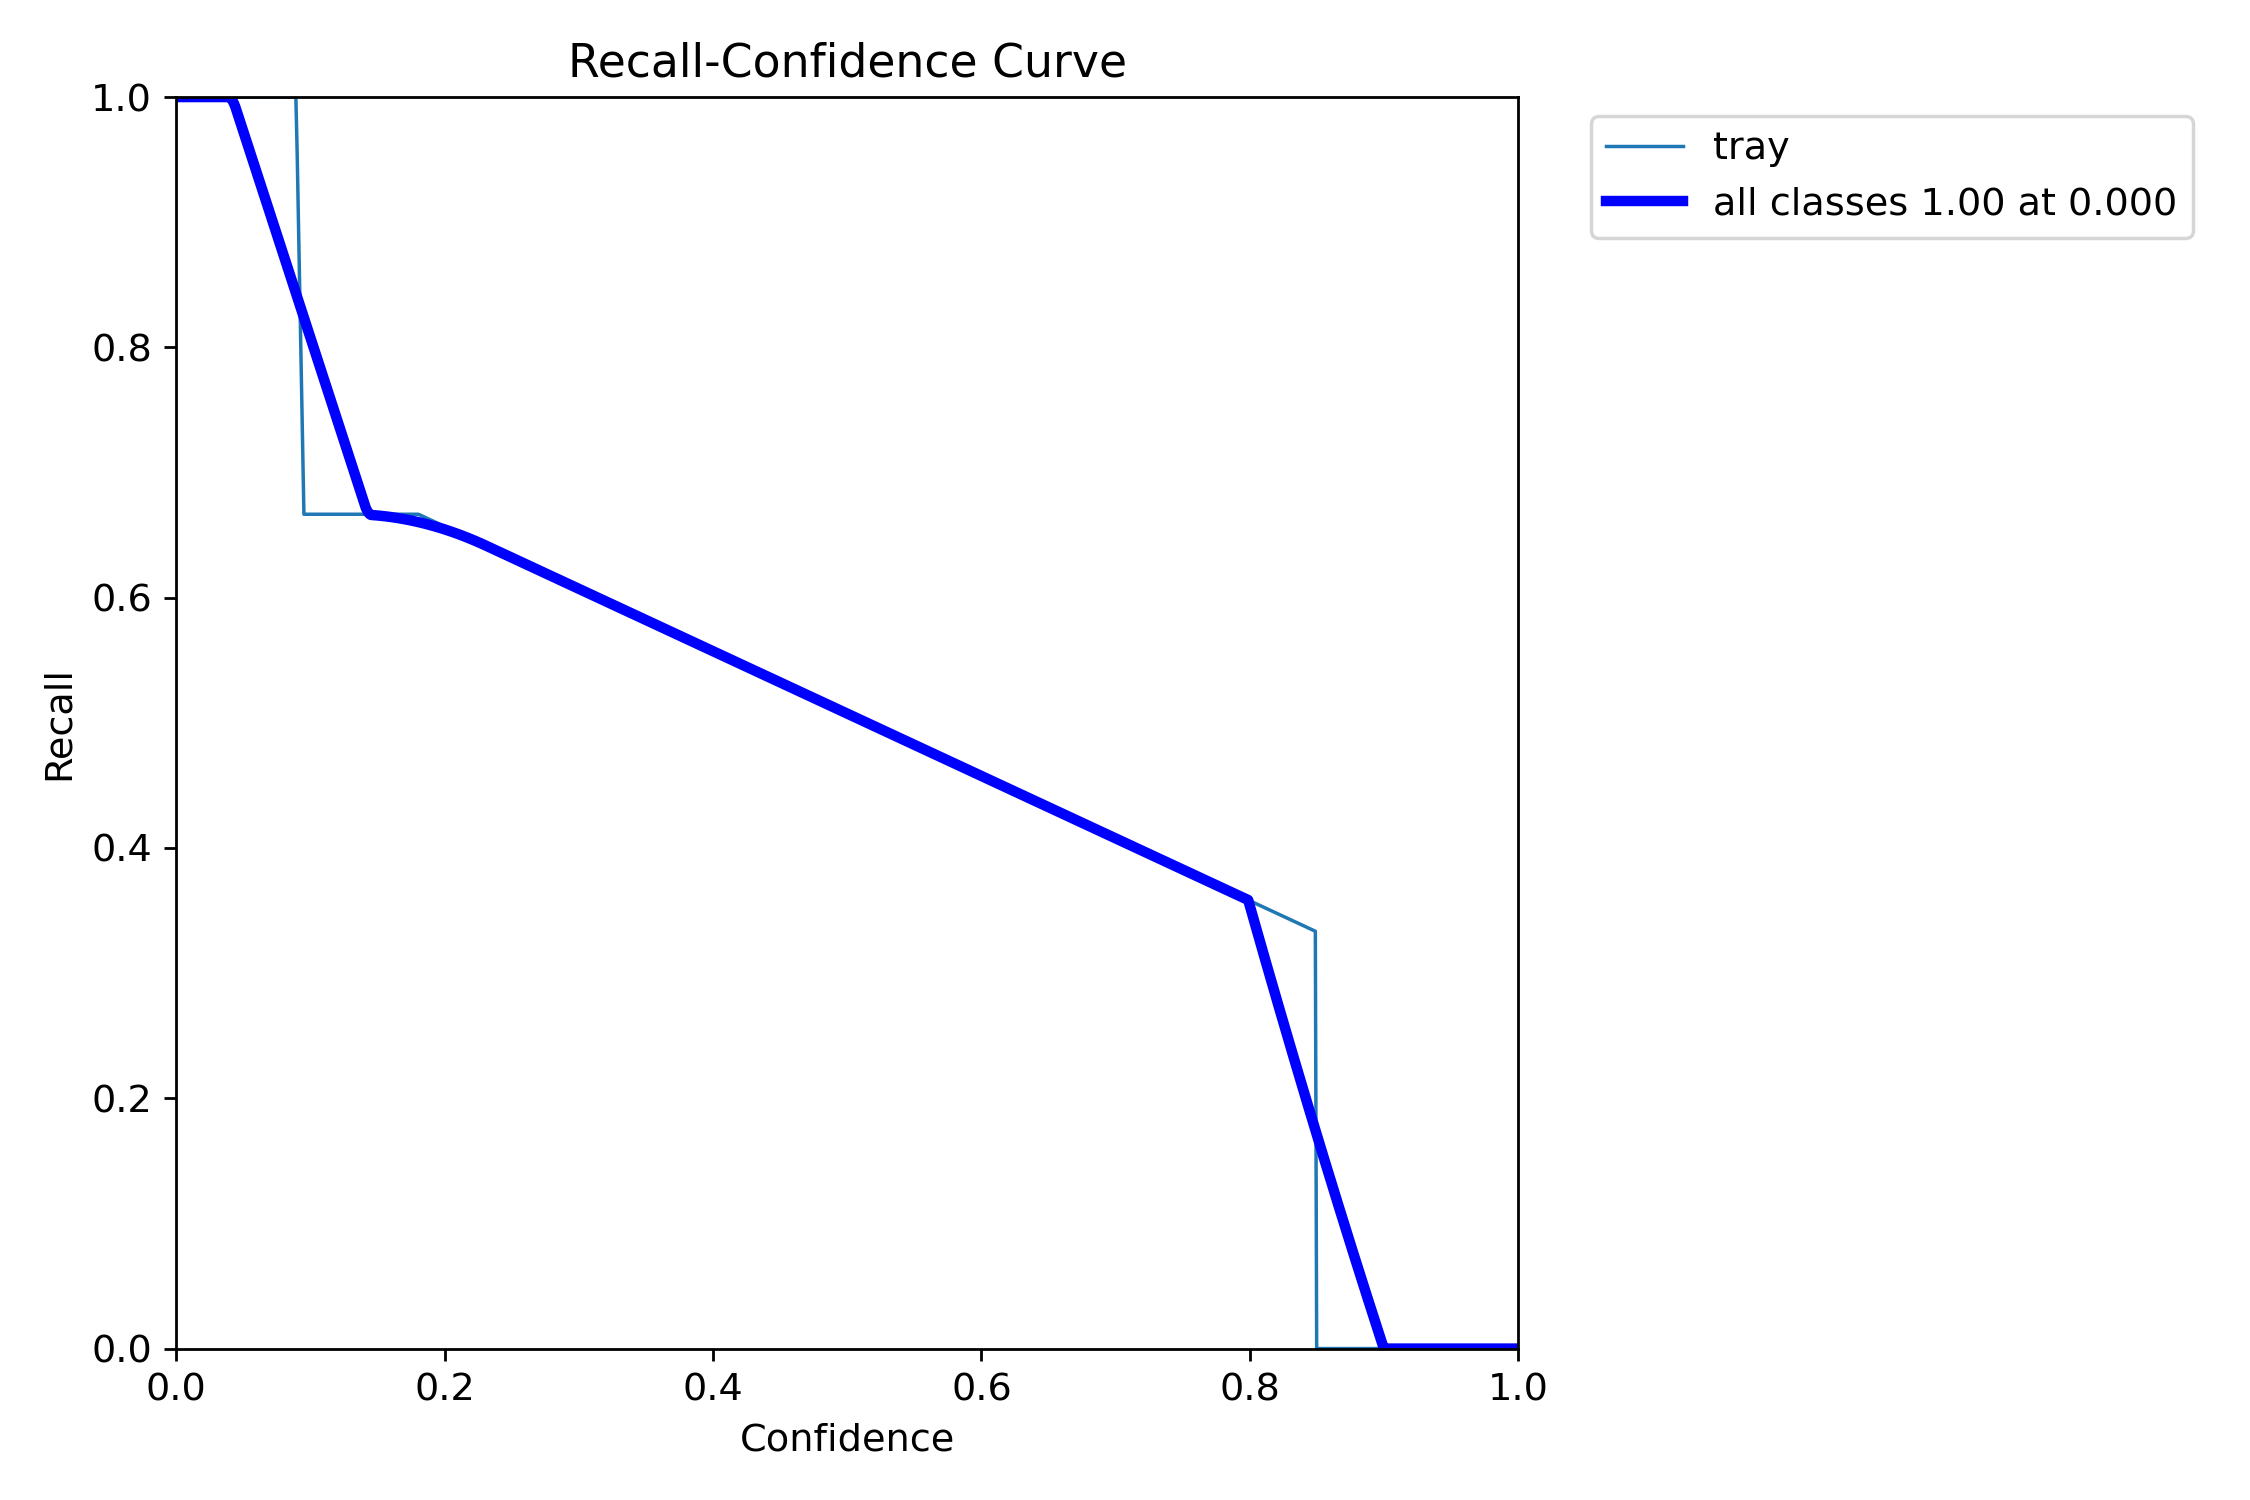 Recall-Confidence Curve
tray
all classes 1.00 at 0.000
1.0
0.8
0.6
0.4
0.2
0.0
Recall
0.0 0.2 0.4 0.6 0.8 1.0
Confidence